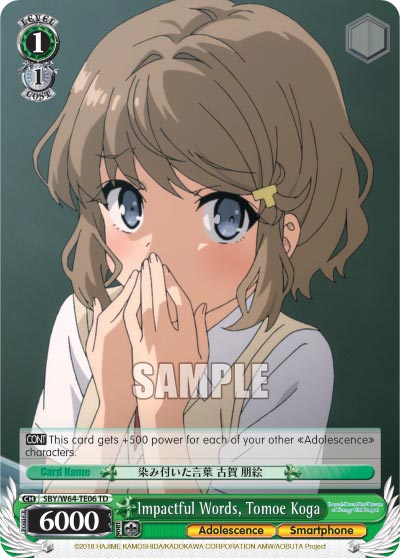 LEVEL
1
1
COST
SAMPLE
CONT This card gets +500 power for each of your other «Adolescence»
characters.
Card Name 染み付いた言葉 古賀 朋絵
CH SBY/W64-TE06 TD
POWER 6000 Impactful Words, Tomoe Koga
Adolescence Smartphone
©2018 HAJIME KAMOSHIDA/KADOKAWA CORPORATION AMW/AOBUTA Project